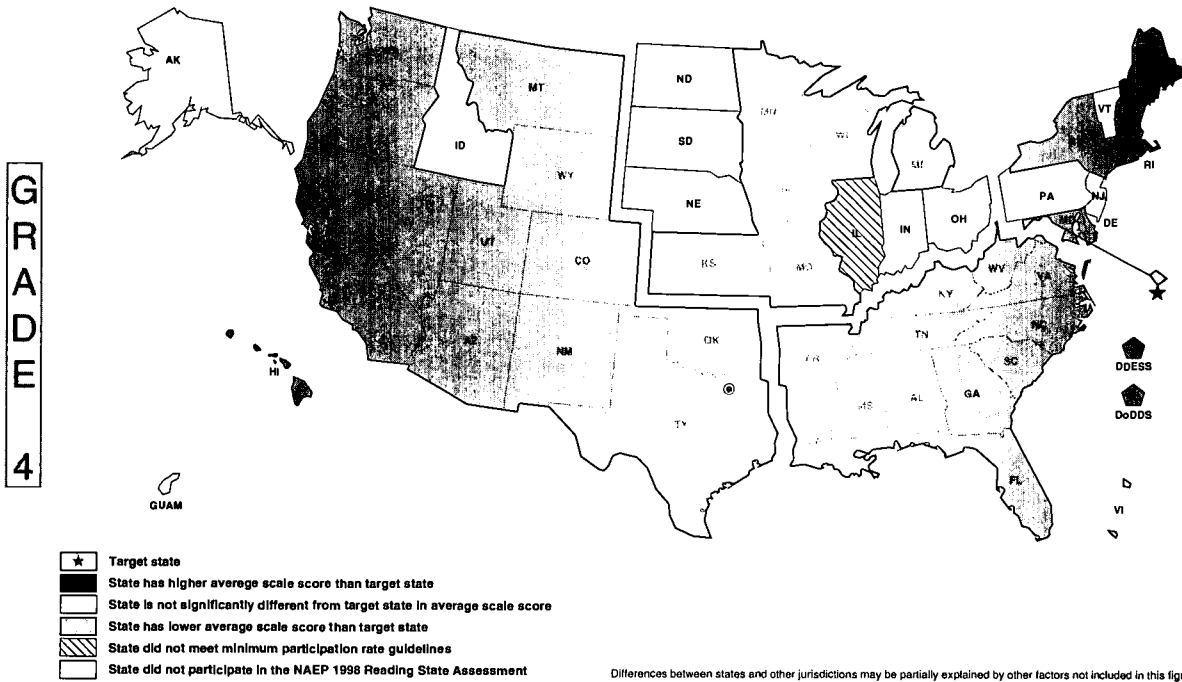 GRADE 4
AK
MT
ND
VT
WI
ID
SD
MI
RI
WY
NE
PA
NJ
IN
OH
DE
MD
IL
UT
CO
KS
MO
WV
VA
KY
NC
TN
OK
AZ
NM
AR
SC
DDESS
HI
GA
MS
AL
DoDDS
TX
FL
GUAM
VI
Target state
State has higher average scale score than target state
State is not significantly different from target state in average scale score
State has lower average scale score than target state
State did not meet minimum participation rate guidelines
State did not participate in the NAEP 1998 Reading State Assessment
Differences between states and other jurisdictions may be partially explained by other factors not included in this figu